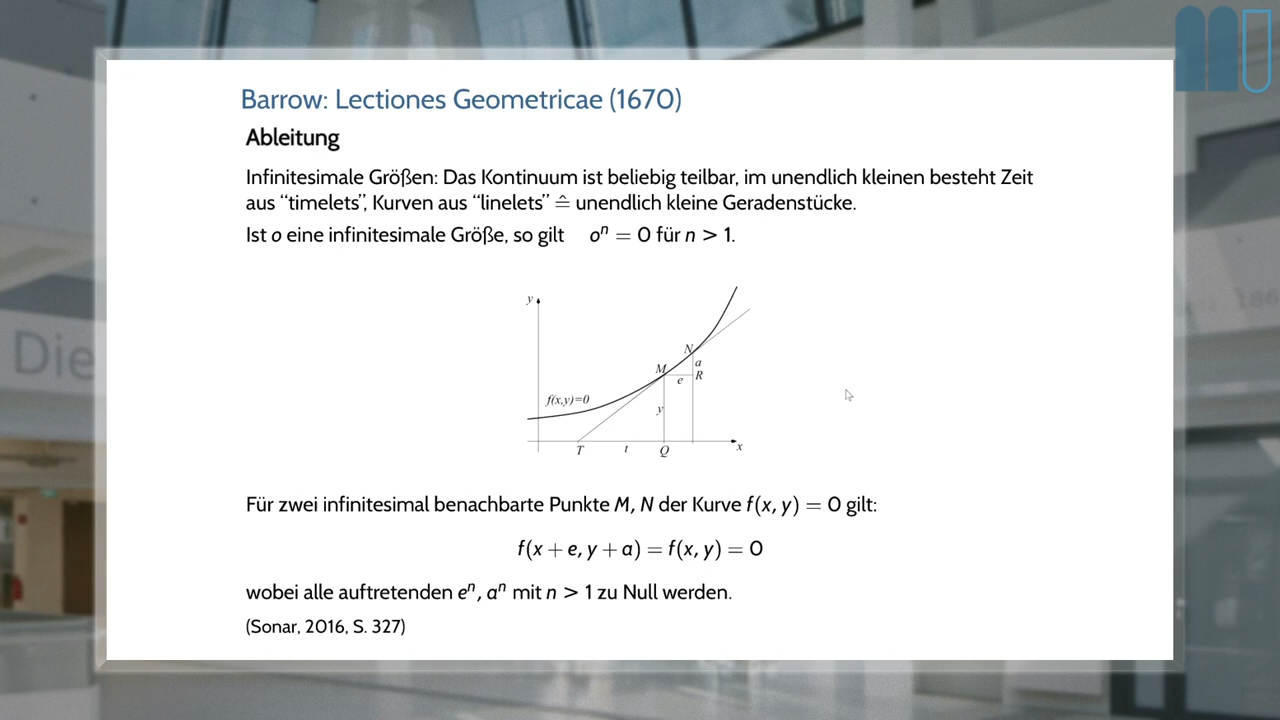 Barrow: Lectiones Geometricae (1670)
Ableitung
Infinitesimale Größen: Das Kontinuum ist beliebig teilbar, im unendlich kleinen besteht Zeit
aus “timelets”, Kurven aus “linelets” ≙ unendlich kleine Geradenstücke.
Ist o eine infinitesimale Größe, so gilt oⁿ = 0 für n > 1.
y
N
a
M
R
e
f(x,y)=0
y
T t Q x
Für zwei infinitesimal benachbarte Punkte M, N der Kurve f(x, y) = 0 gilt:
f(x + e, y + a) = f(x, y) = 0
wobei alle auftretenden eⁿ, aⁿ mit n > 1 zu Null werden.
(Sonar, 2016, S. 327)
Die